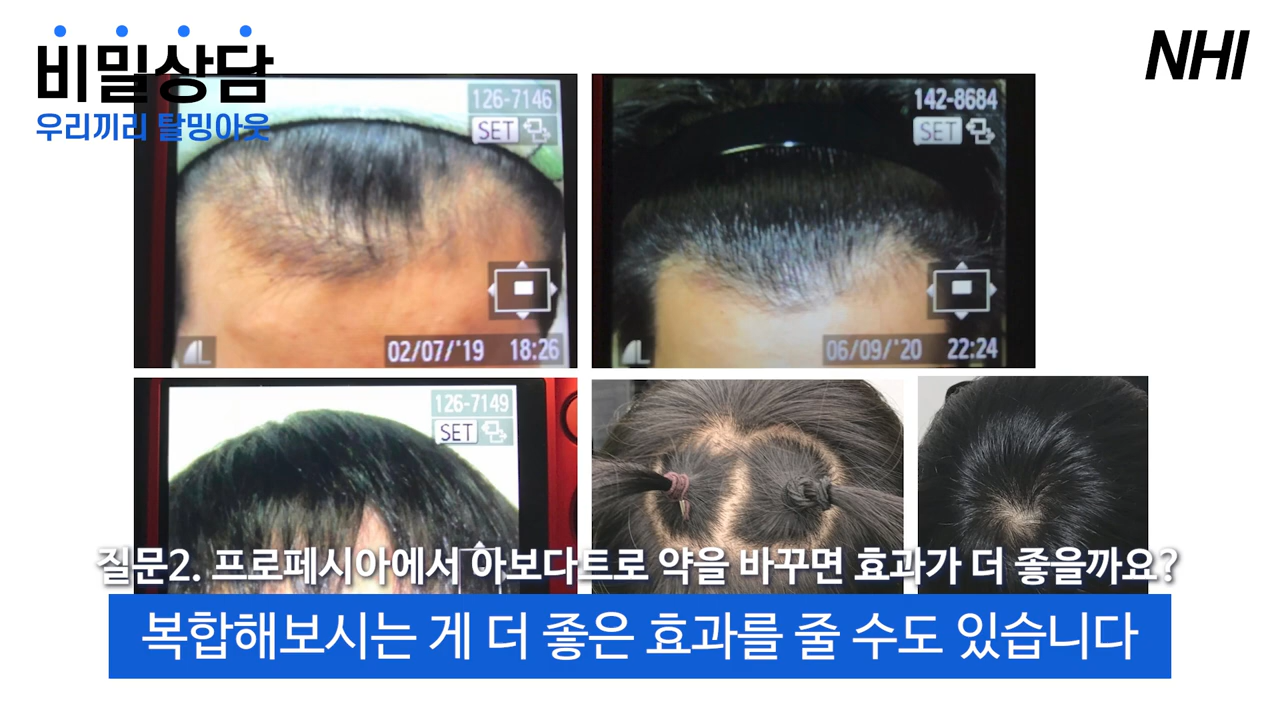 비밀상담
우리끼리 탈밍아웃
NHI
126-7146
SET
L
02/07/'19 18:26
142-8684
SET
L
06/09/'20 22:24
126-7149
SET
질문2. 프로페시아에서 아보다트로 약을 바꾸면 효과가 더 좋을까요?
복합해보시는 게 더 좋은 효과를 줄 수도 있습니다